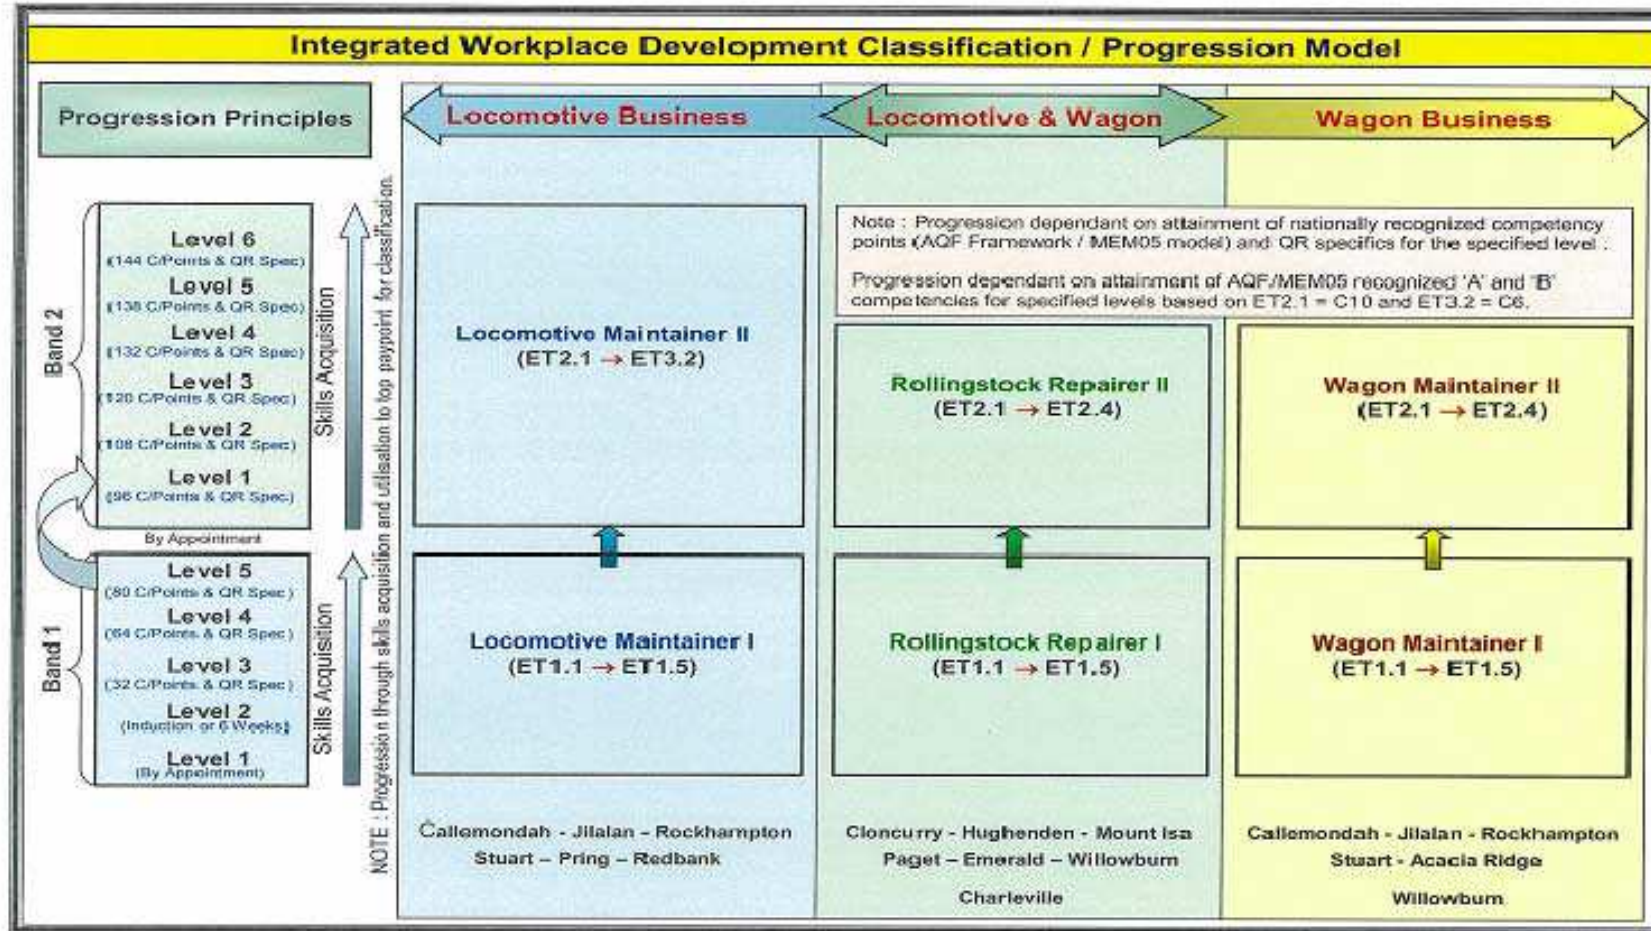 Integrated Workplace Development Classification / Progression Model
Progression Principles
Locomotive Business
Locomotive & Wagon
Wagon Business
Band 2
Level 6
(144 C/Points & QR Spec)
Level 5
(138 C/Points & QR Spec)
Level 4
(132 C/Points & QR Spec)
Level 3
(120 C/Points & QR Spec)
Level 2
(108 C/Points & QR Spec)
Level 1
(96 C/Points & QR Spec)
By Appointment
Band 1
Level 5
(80 C/Points & QR Spec)
Level 4
(64 C/Points & QR Spec)
Level 3
(32 C/Points & QR Spec)
Level 2
(Induction or 6 Weeks)
Level 1
(By Appointment)
Skills Acquisition
Skills Acquisition
NOTE : Progression through skills acquisition and utilisation to top paypoint for classification.
Locomotive Maintainer II
(ET2.1 → ET3.2)
Locomotive Maintainer I
(ET1.1 → ET1.5)
Callemondah - Jilalan - Rockhampton
Stuart – Pring – Redbank
Note : Progression dependant on attainment of nationally recognized competency
points (AQF Framework / MEM05 model) and QR specifics for the specified level .
Progression dependant on attainment of AQF/MEM05 recognized 'A' and 'B'
competencies for specified levels based on ET2.1 = C10 and ET3.2 = C6.
Rollingstock Repairer II
(ET2.1 → ET2.4)
Rollingstock Repairer I
(ET1.1 → ET1.5)
Cloncurry - Hughenden - Mount Isa
Paget – Emerald – Willowburn
Charleville
Wagon Maintainer II
(ET2.1 → ET2.4)
Wagon Maintainer I
(ET1.1 → ET1.5)
Callemondah - Jilalan - Rockhampton
Stuart - Acacia Ridge
Willowburn